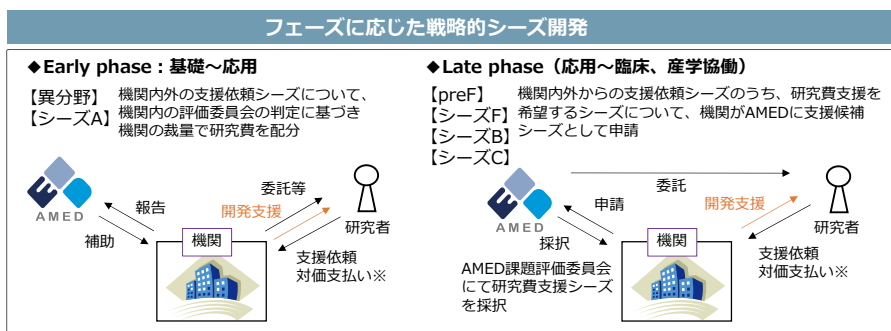 フェーズに応じた戦略的シーズ開発
◆Early phase:基礎～応用
【異分野】
【シーズA】
機関内外の支援依頼シーズについて、
機関内の評価委員会の判定に基づき
機関の裁量で研究費を配分
AMED
報告
補助
委託等
開発支援
研究者
機関
支援依頼
対価支払い※
◆Late phase(応用～臨床、産学協働)
【preF】
【シーズF】
【シーズB】
【シーズC】
機関内外からの支援依頼シーズのうち、研究費支援を
希望するシーズについて、機関がAMEDに支援候補
シーズとして申請
AMED
委託
申請
採択
開発支援
研究者
機関
支援依頼
対価支払い※
AMED課題評価委員会
にて研究費支援シーズ
を採択